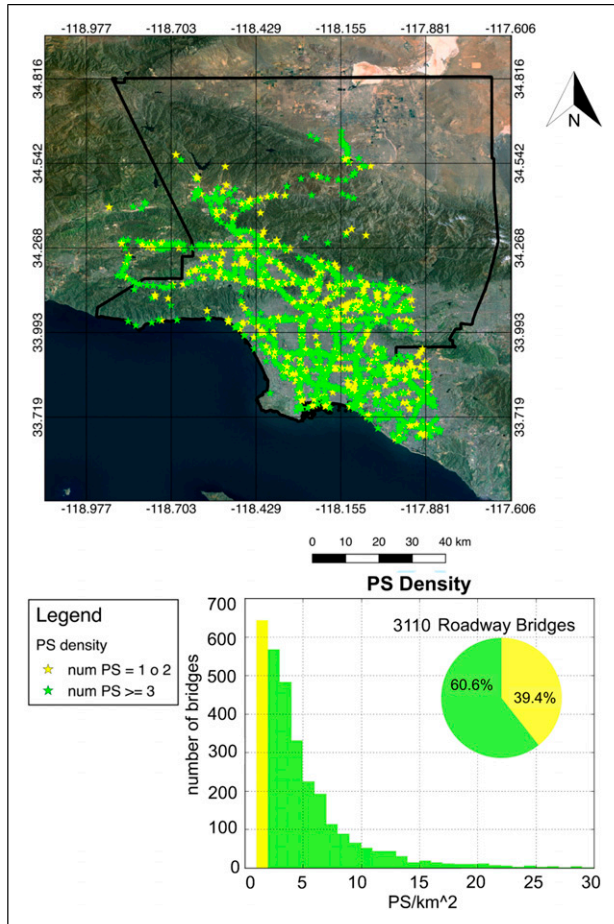 -118.977 -118.703 -118.429 -118.155 -117.881 -117.606
34.816 34.816
34.542 34.542
34.268 34.268
33.993 33.993
33.719 33.719
-118.977 -118.703 -118.429 -118.155 -117.881 -117.606
N
0 10 20 30 40 km
PS Density
Legend
PS density
num PS = 1 o 2
num PS >= 3
number of bridges
700
600
500
400
300
200
100
0
3110 Roadway Bridges
60.6%
39.4%
0 5 10 15 20 25 30
PS/km^2